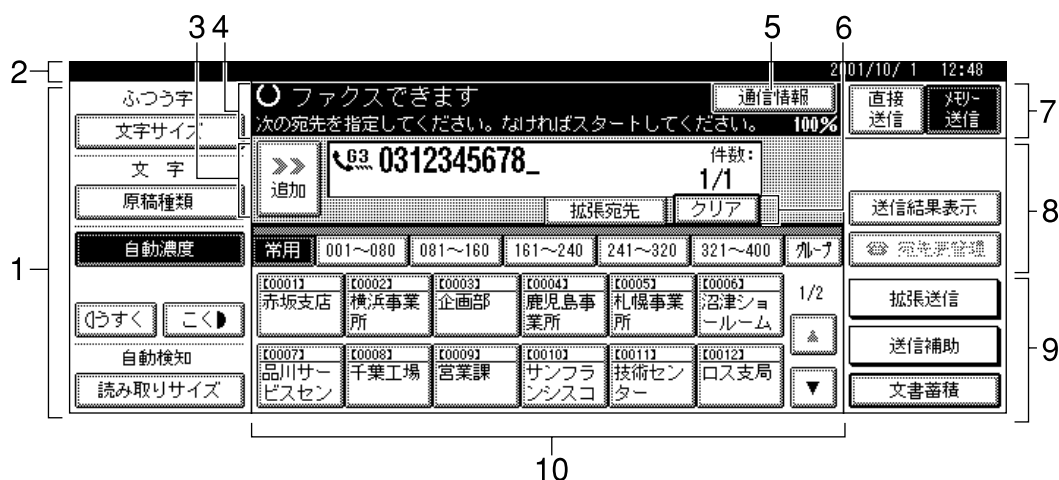 3 4 5 6
2 2001/10/ 1 12:48
1
ふつう字
文字サイズ
文 字
原稿種類
自動濃度
うすく こく
自動検知
読み取りサイズ
ファクスできます 通信情報
次の宛先を指定してください。なければスタートしてください。 100%
追加
G3 0312345678_ 件数:
1/1
拡張宛先 クリア
常用 001～080 081～160 161～240 241～320 321～400 グループ
【0001】 【0002】 【0003】 【0004】 【0005】 【0006】
赤坂支店 横浜事業 企画部 鹿児島事 札幌事業 沼津ショ
所 業所 所 ールーム
【0007】 【0008】 【0009】 【0010】 【0011】 【0012】
品川サー 千葉工場 営業課 サンフラ 技術セン ロス支局
ビスセン ンシスコ ター
1/2
▲
▼
直接 メモリー
送信 送信
7
送信結果表示
8
拡張送信
送信補助
文書蓄積
9
10